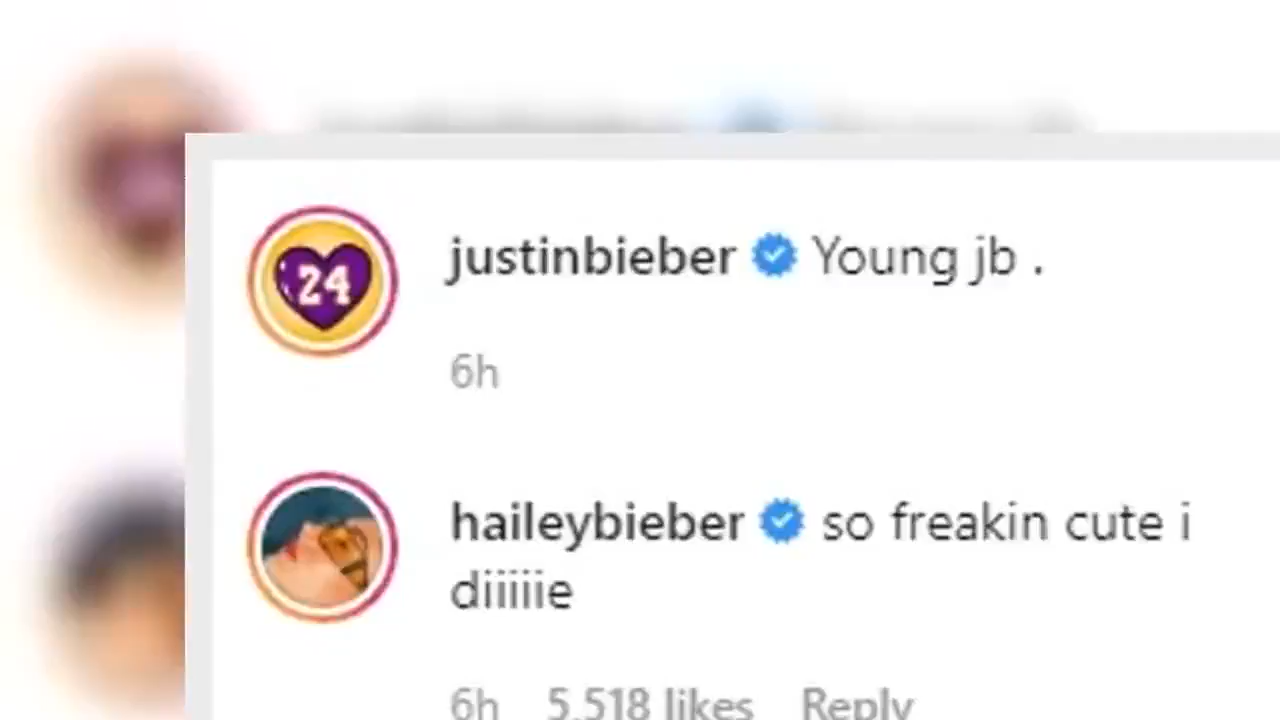 24
justinbieber Young jb .
6h
haileybieber so freakin cute i
diiiiie
6h 5,518 likes Reply